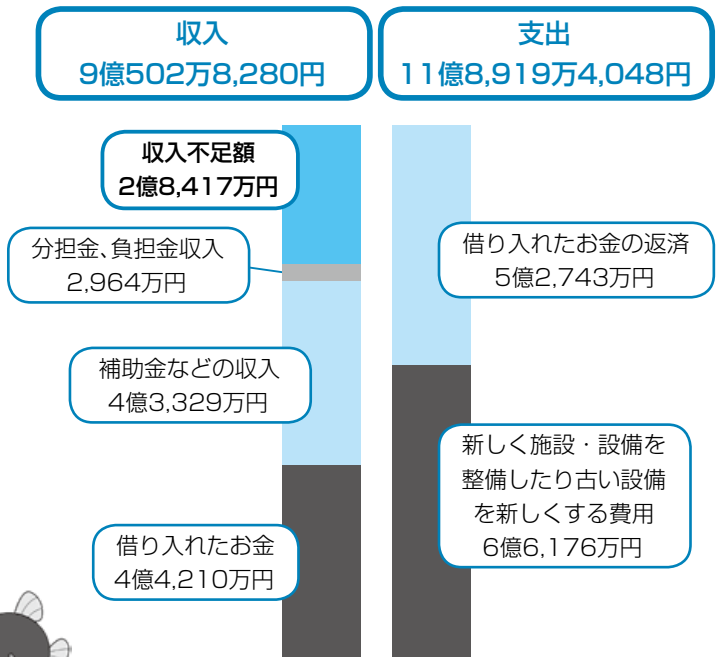 収入
9億502万8,280円
支出
11億8,919万4,048円
収入不足額
2億8,417万円
分担金、負担金収入
2,964万円
補助金などの収入
4億3,329万円
借り入れたお金
4億4,210万円
借り入れたお金の返済
5億2,743万円
新しく施設・設備を
整備したり古い設備
を新しくする費用
6億6,176万円